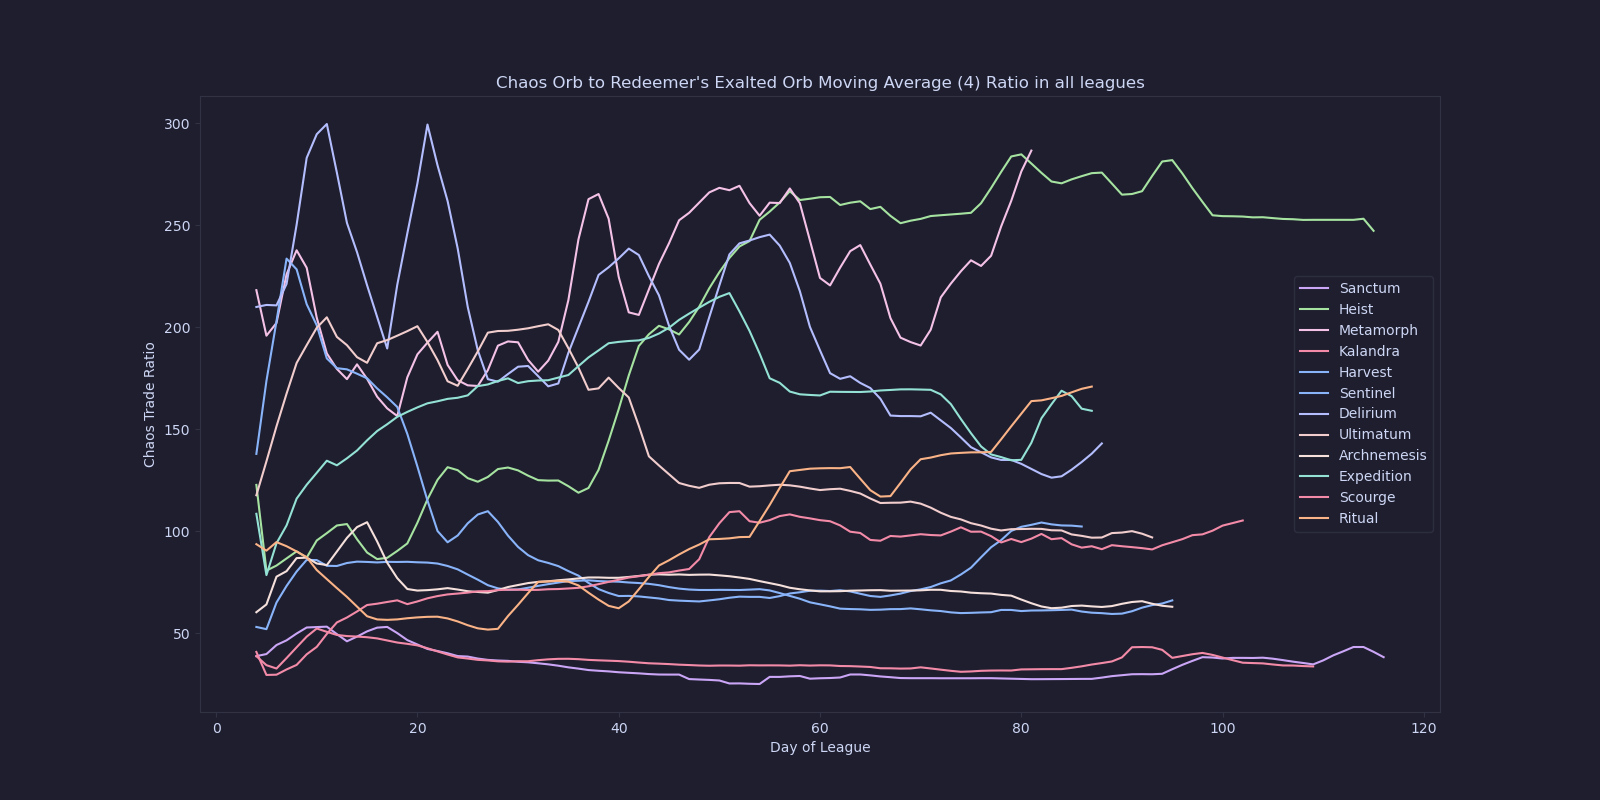 Chaos Orb to Redeemer's Exalted Orb Moving Average (4) Ratio in all leagues
Chaos Trade Ratio
300
250
200
150
100
50
0
20
40
60
80
100
120
Day of League
Sanctum
Heist
Metamorph
Kalandra
Harvest
Sentinel
Delirium
Ultimatum
Archnemesis
Expedition
Scourge
Ritual